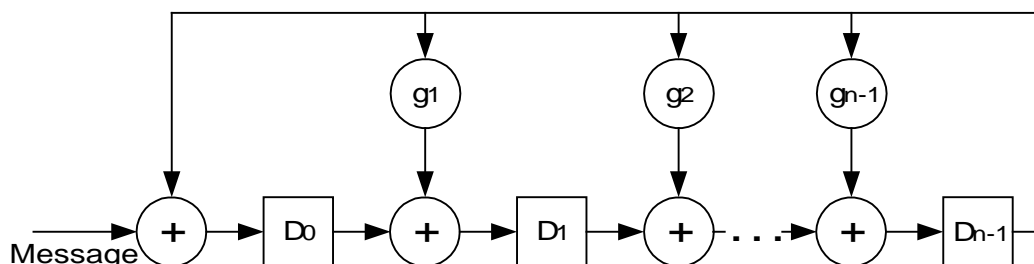 g1 g2 gn-1
+ D0 + D1 + ... + Dn-1
Message